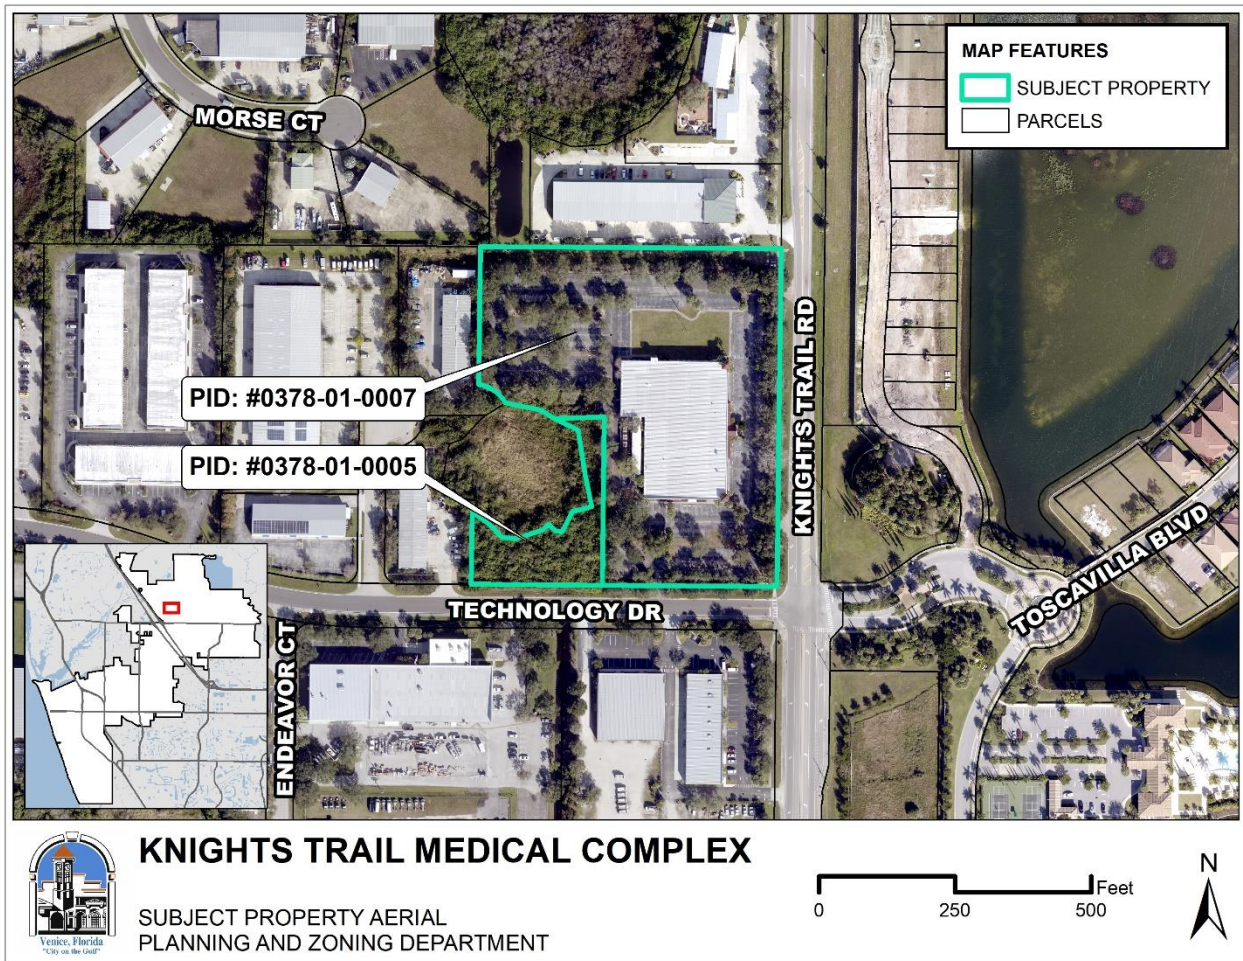 MAP FEATURES
SUBJECT PROPERTY
PARCELS
MORSE CT
KNIGHTS TRAIL RD
PID: #0378-01-0007
PID: #0378-01-0005
TOSCAVILLA BLVD
TECHNOLOGY DR
ENDEAVOR CT
KNIGHTS TRAIL MEDICAL COMPLEX
SUBJECT PROPERTY AERIAL
PLANNING AND ZONING DEPARTMENT
Venice, Florida
"City on the Gulf"
Feet
0 250 500
N